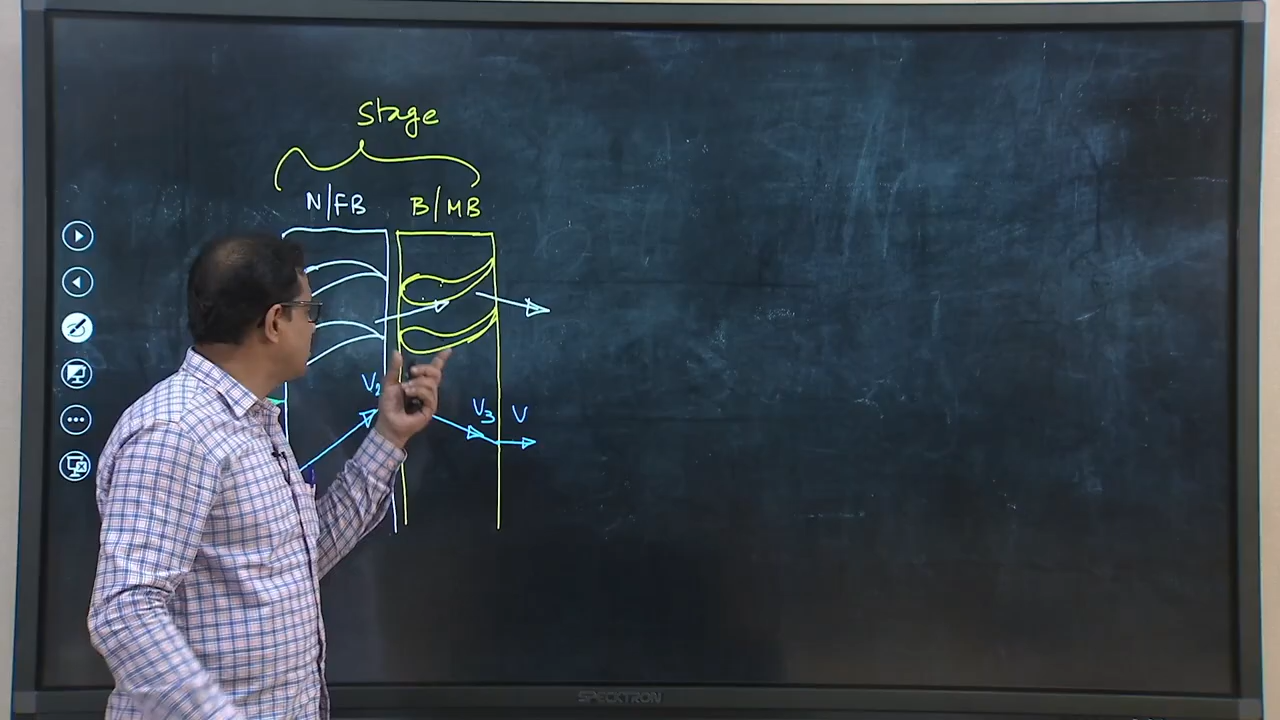 Stage
N/FB B/MB
V₂ V₃ V
SPECKTRON